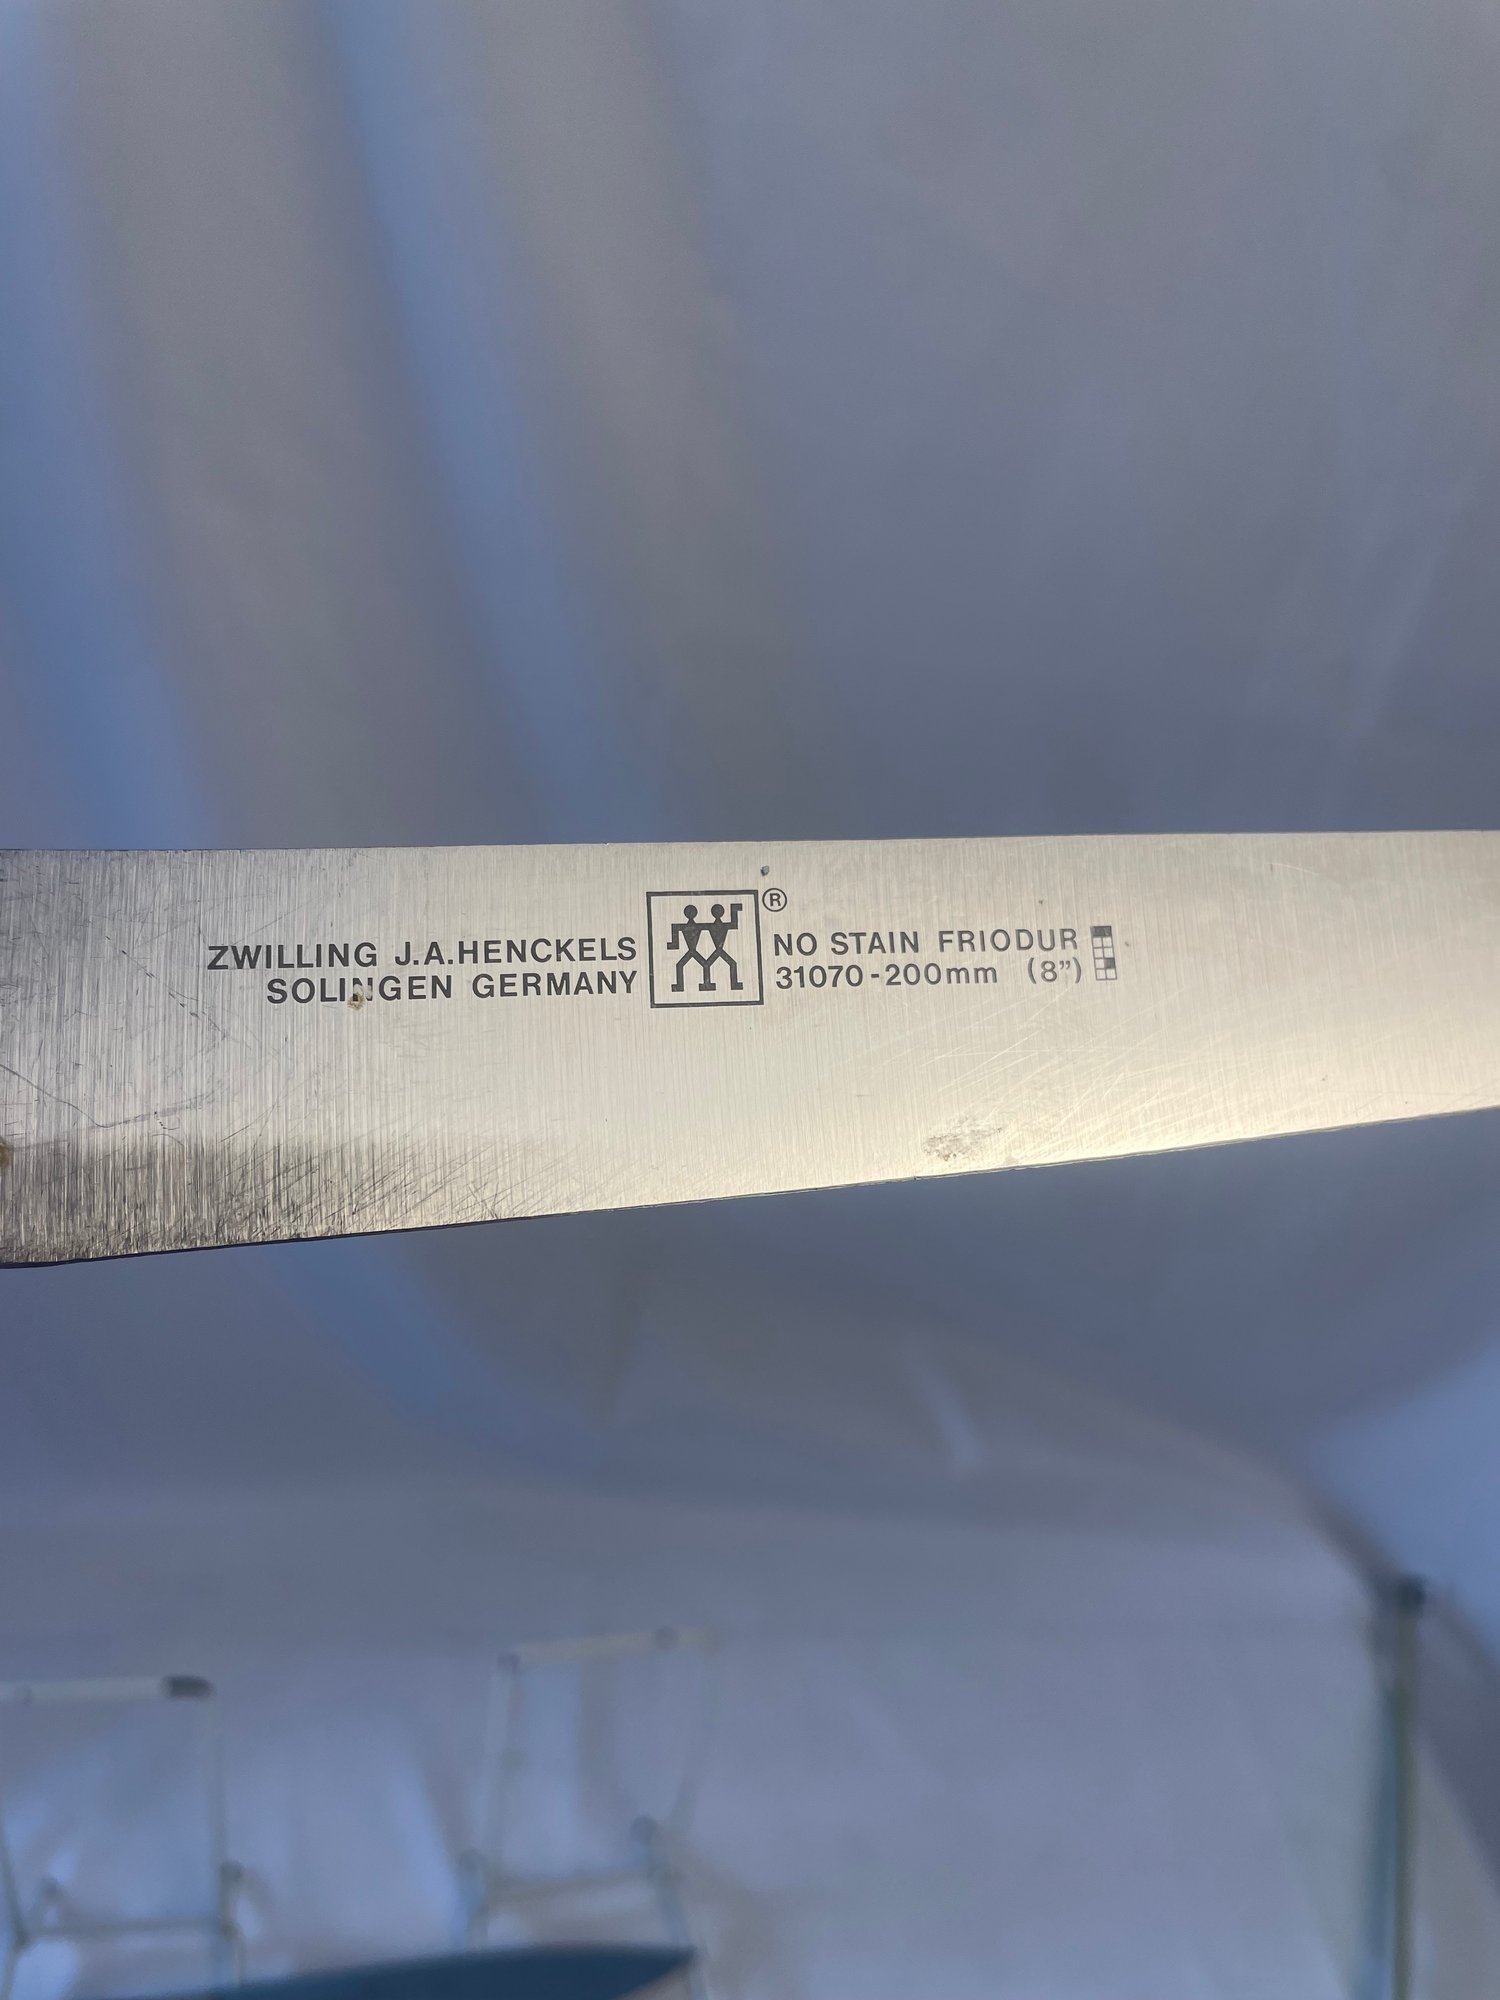 ZWILLING J.A.HENCKELS
SOLINGEN GERMANY
®
NO STAIN FRIODUR
31070-200mm (8")